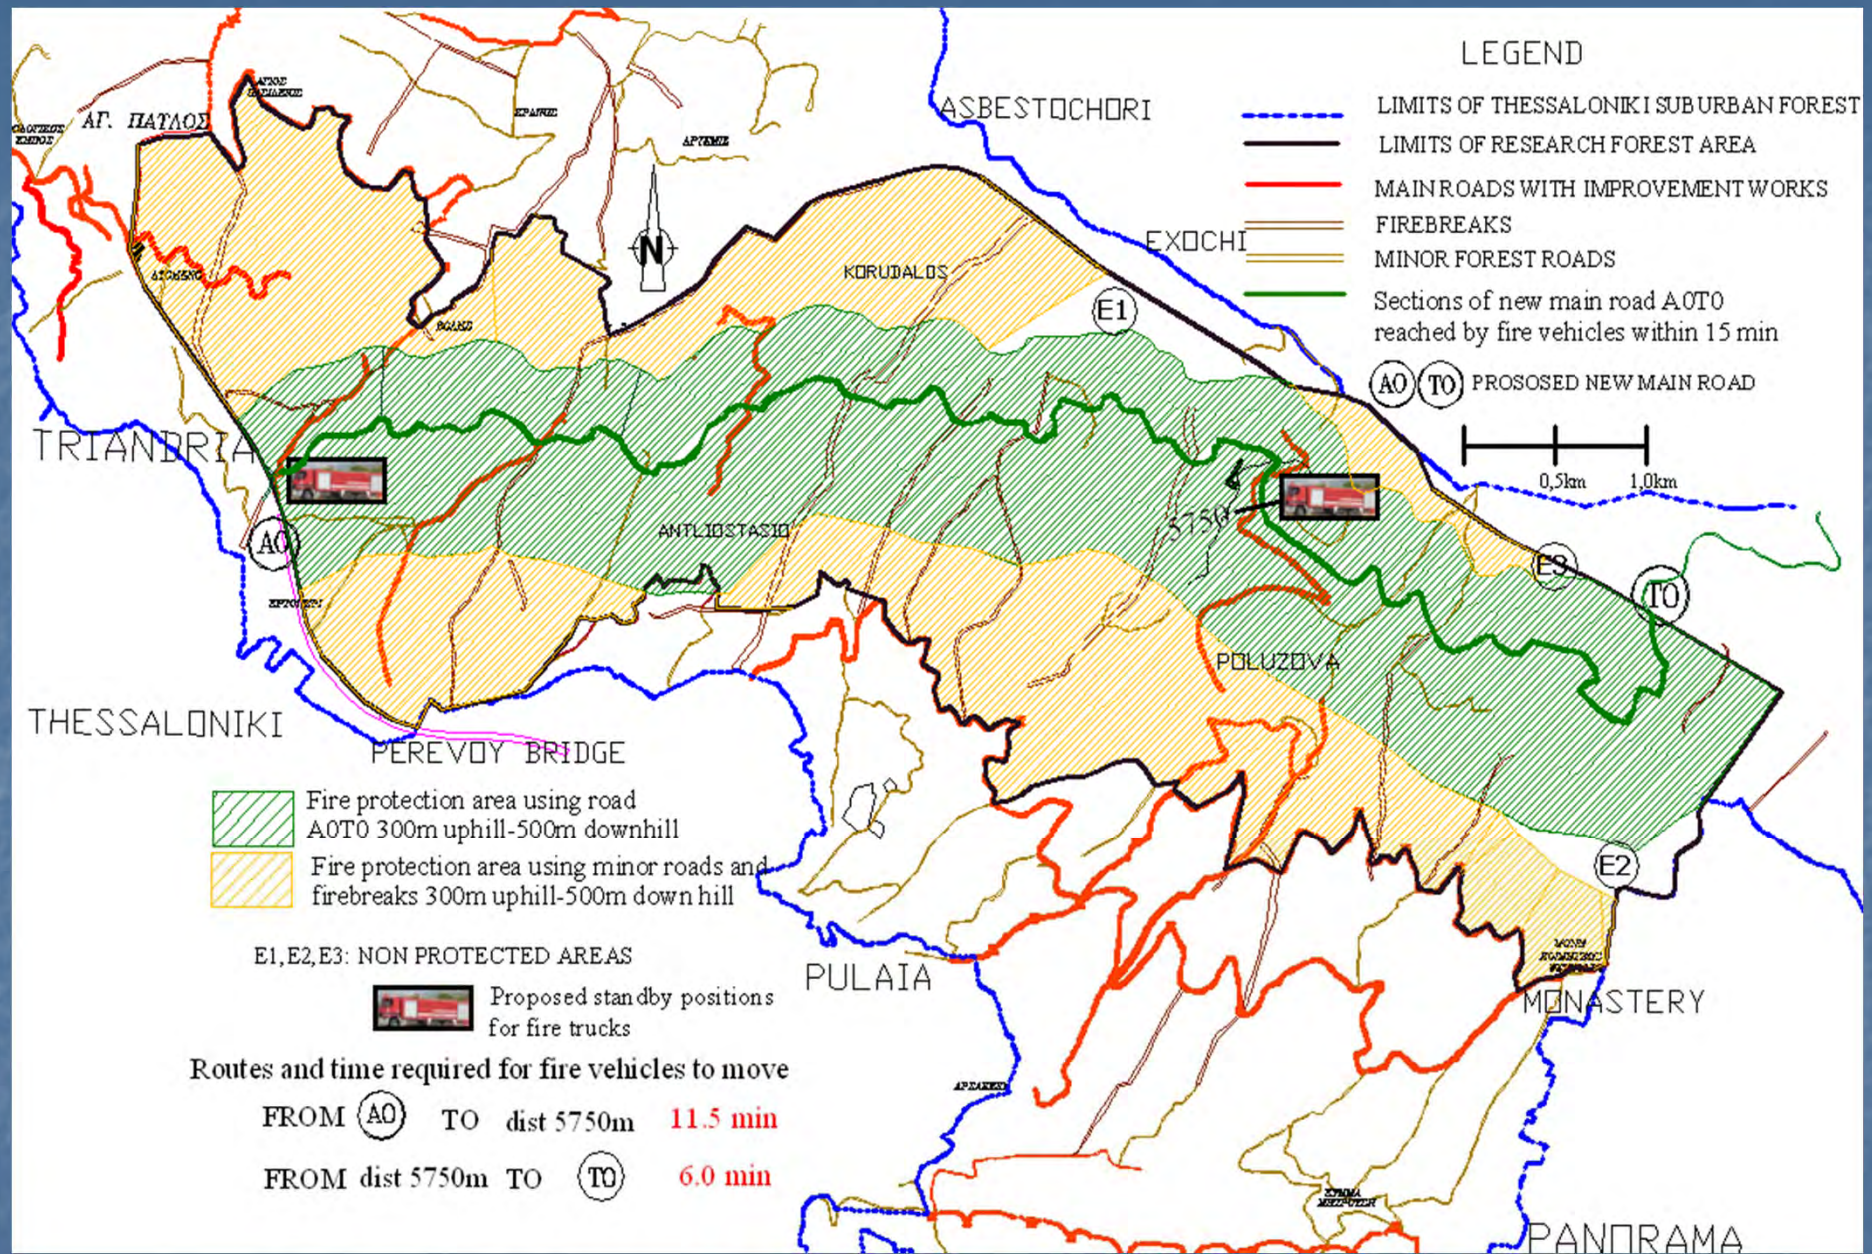 LEGEND
LIMITS OF THESSALONIKI SUBURBAN FOREST
LIMITS OF RESEARCH FOREST AREA
MAIN ROADS WITH IMPROVEMENT WORKS
FIREBREAKS
MINOR FOREST ROADS
Sections of new main road A0T0
reached by fire vehicles within 15 min
A0 T0 PROSOSED NEW MAIN ROAD
0,5km 1,0km
ΑΓ. ΠΑΥΛΟΣ
ΑΡΤΕΜΙΣ
ASBESTOCHORI
EXOCHI
N
KORUDALOS
E1
TRIANDRIA
A0
ANTLIOSTASIO
5750
E3
T0
POLUZOVA
THESSALONIKI
PEREVOY BRIDGE
E2
PULAIA
MONASTERY
PANORAMA
Fire protection area using road
A0T0 300m uphill-500m downhill
Fire protection area using minor roads and
firebreaks 300m uphill-500m down hill
E1,E2,E3: NON PROTECTED AREAS
Proposed standby positions
for fire trucks
Routes and time required for fire vehicles to move
FROM A0 TO dist 5750m 11.5 min
FROM dist 5750m TO T0 6.0 min